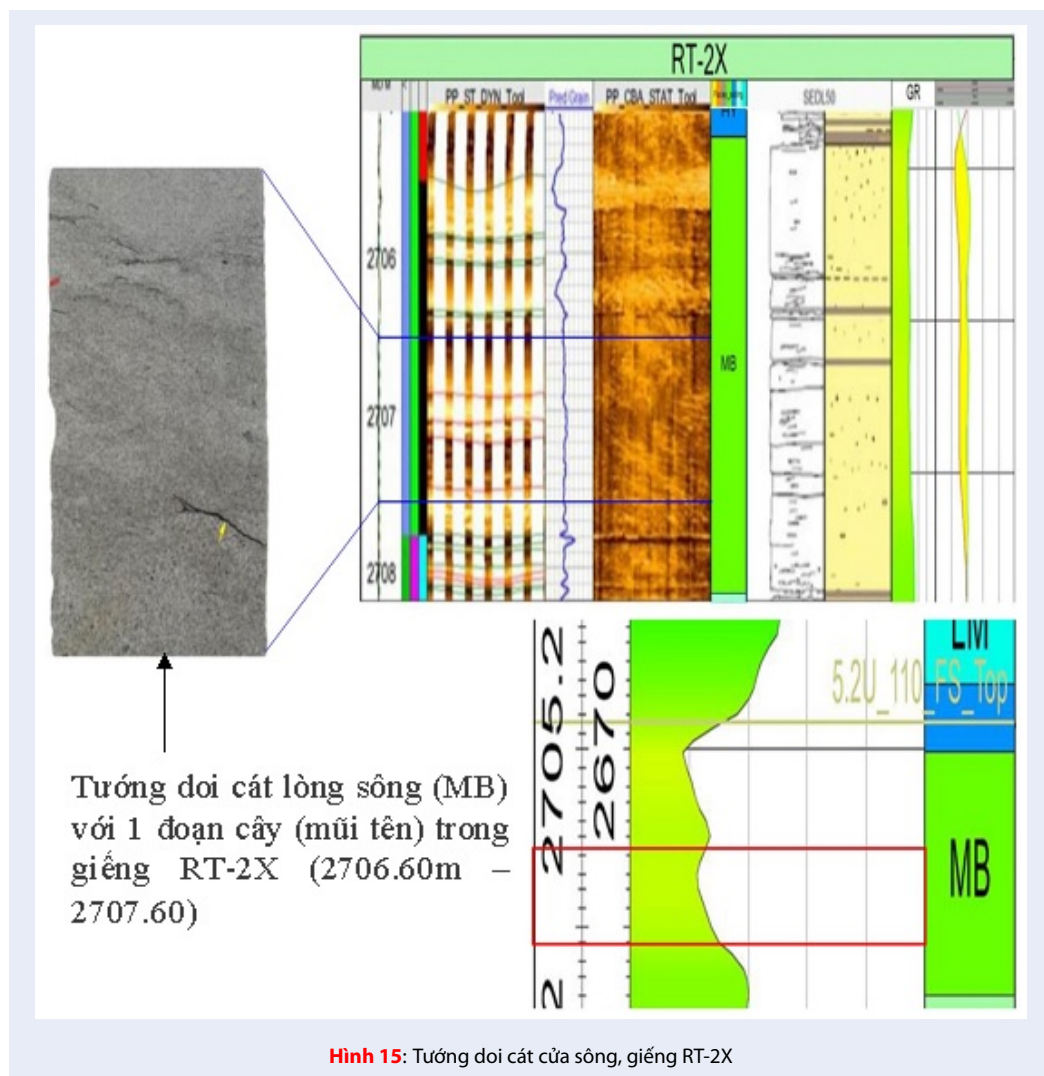 RT-2X
PP_ST_DYN_Tool
Pred Grain
PP_CBA_STAT_Tool
SEDL50
GR
2706
MB
2707
2708
LM
2705.2
2670
5.2U_110_FS_Top
MB
2
Tướng doi cát lòng sông (MB)
với 1 đoạn cây (mũi tên) trong
giếng RT-2X (2706.60m –
2707.60)
Hình 15: Tướng doi cát cửa sông, giếng RT-2X